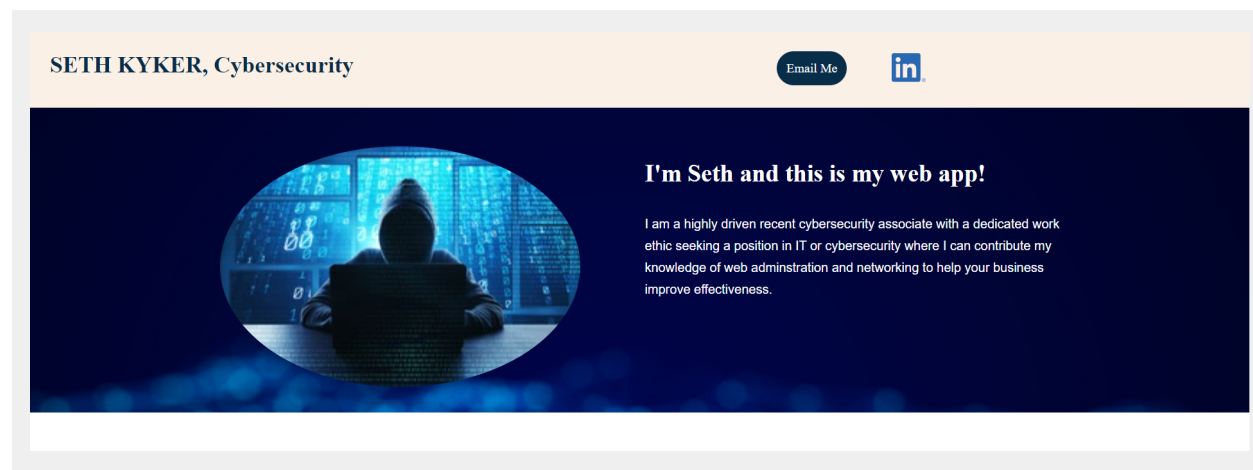 SETH KYKER, Cybersecurity
Email Me
in
I'm Seth and this is my web app!
I am a highly driven recent cybersecurity associate with a dedicated work
ethic seeking a position in IT or cybersecurity where I can contribute my
knowledge of web adminstration and networking to help your business
improve effectiveness.